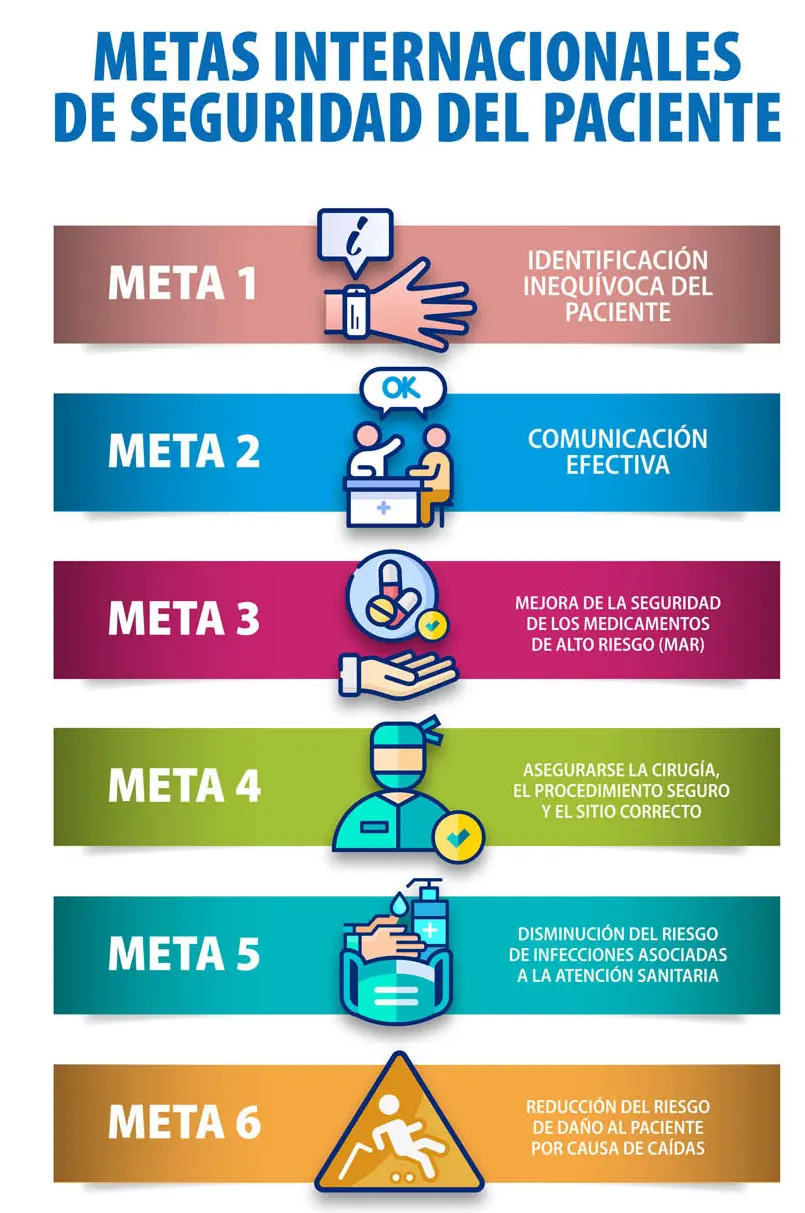 METAS INTERNACIONALES
DE SEGURIDAD DEL PACIENTE
i
META 1
IDENTIFICACIÓN
INEQUÍVOCA DEL
PACIENTE
OK
META 2
COMUNICACIÓN
EFECTIVA
META 3
MEJORA DE LA SEGURIDAD
DE LOS MEDICAMENTOS
DE ALTO RIESGO (MAR)
META 4
ASEGURARSE LA CIRUGÍA,
EL PROCEDIMIENTO SEGURO
Y EL SITIO CORRECTO
META 5
DISMINUCIÓN DEL RIESGO
DE INFECCIONES ASOCIADAS
A LA ATENCIÓN SANITARIA
META 6
REDUCCIÓN DEL RIESGO
DE DAÑO AL PACIENTE
POR CAUSA DE CAÍDAS